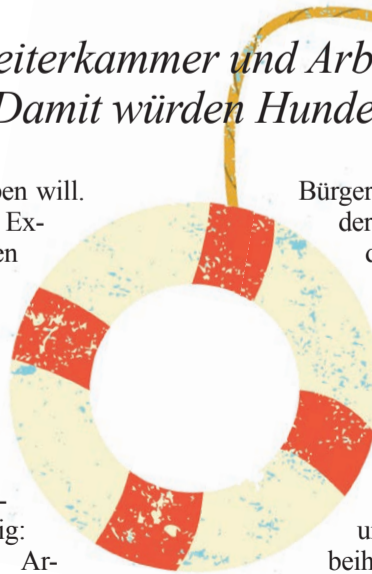 eiterkammer und Arb
Damit würden Hunde
ben will.
Ex-
en
-
ig:
Ar-
Bürger
der
d
u
beih